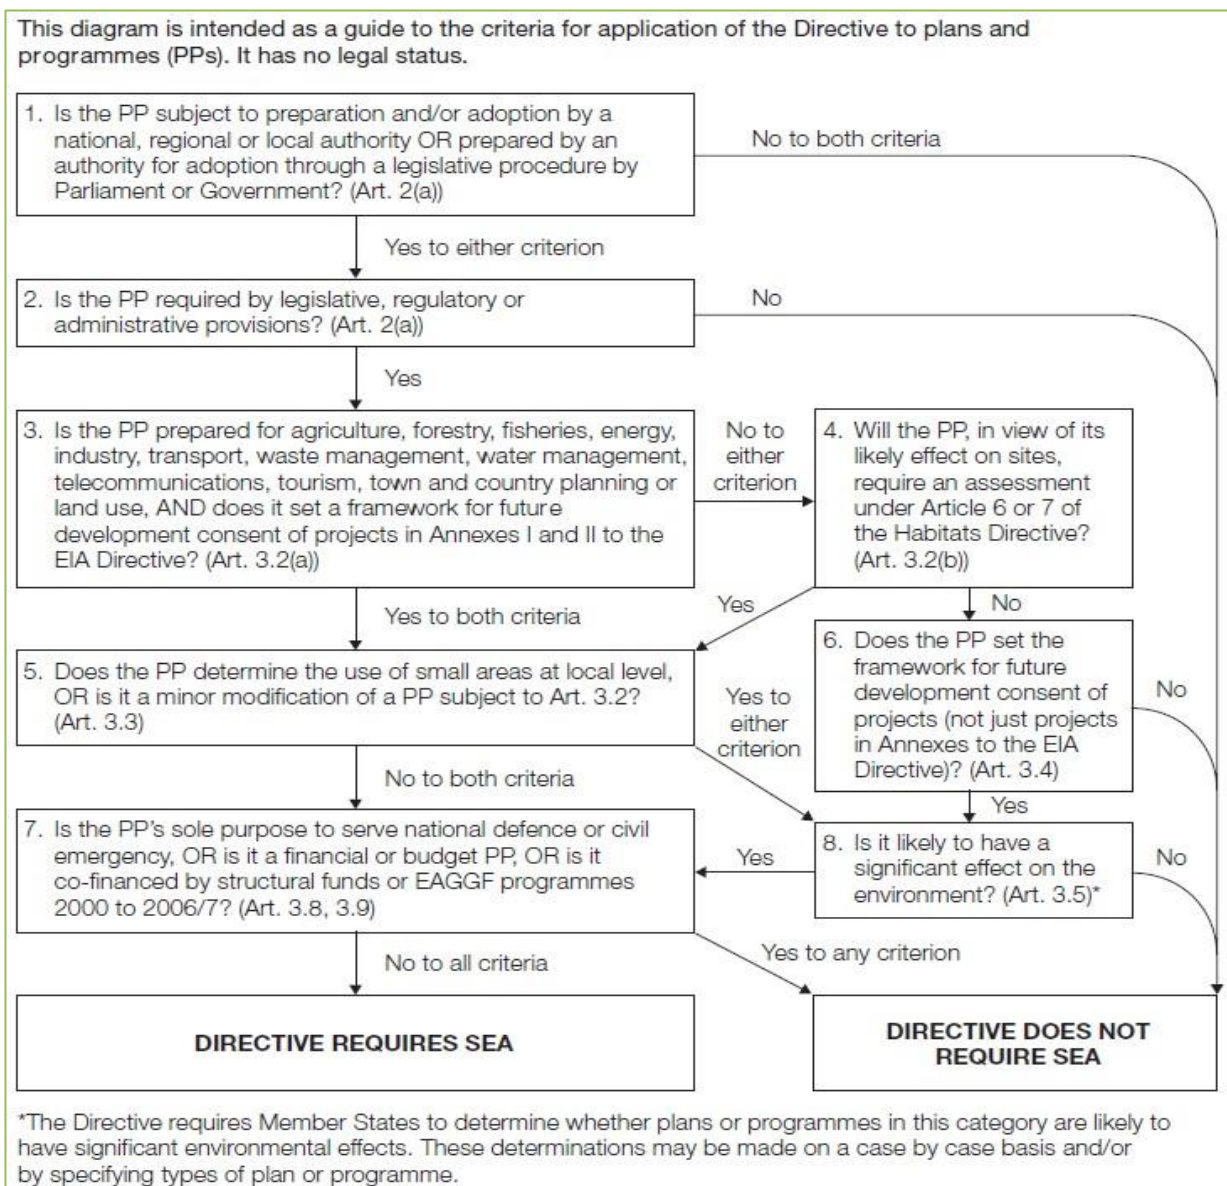 This diagram is intended as a guide to the criteria for application of the Directive to plans and
programmes (PPs). It has no legal status.
1. Is the PP subject to preparation and/or adoption by a
national, regional or local authority OR prepared by an
authority for adoption through a legislative procedure by
Parliament or Government? (Art. 2(a))
No to both criteria
Yes to either criterion
2. Is the PP required by legislative, regulatory or
administrative provisions? (Art. 2(a))
No
Yes
3. Is the PP prepared for agriculture, forestry, fisheries, energy,
industry, transport, waste management, water management,
telecommunications, tourism, town and country planning or
land use, AND does it set a framework for future
development consent of projects in Annexes I and II to the
EIA Directive? (Art. 3.2(a))
No to
either
criterion
4. Will the PP, in view of its
likely effect on sites,
require an assessment
under Article 6 or 7 of
the Habitats Directive?
(Art. 3.2(b))
Yes to both criteria
Yes
No
5. Does the PP determine the use of small areas at local level,
OR is it a minor modification of a PP subject to Art. 3.2?
(Art. 3.3)
Yes to
either
criterion
6. Does the PP set the
framework for future
development consent of
projects (not just projects
in Annexes to the EIA
Directive)? (Art. 3.4)
No
No to both criteria
Yes
7. Is the PP's sole purpose to serve national defence or civil
emergency, OR is it a financial or budget PP, OR is it
co-financed by structural funds or EAGGF programmes
2000 to 2006/7? (Art. 3.8, 3.9)
Yes
8. Is it likely to have a
significant effect on the
environment? (Art. 3.5)*
No
No to all criteria
Yes to any criterion
DIRECTIVE REQUIRES SEA
DIRECTIVE DOES NOT
REQUIRE SEA
*The Directive requires Member States to determine whether plans or programmes in this category are likely to
have significant environmental effects. These determinations may be made on a case by case basis and/or
by specifying types of plan or programme.